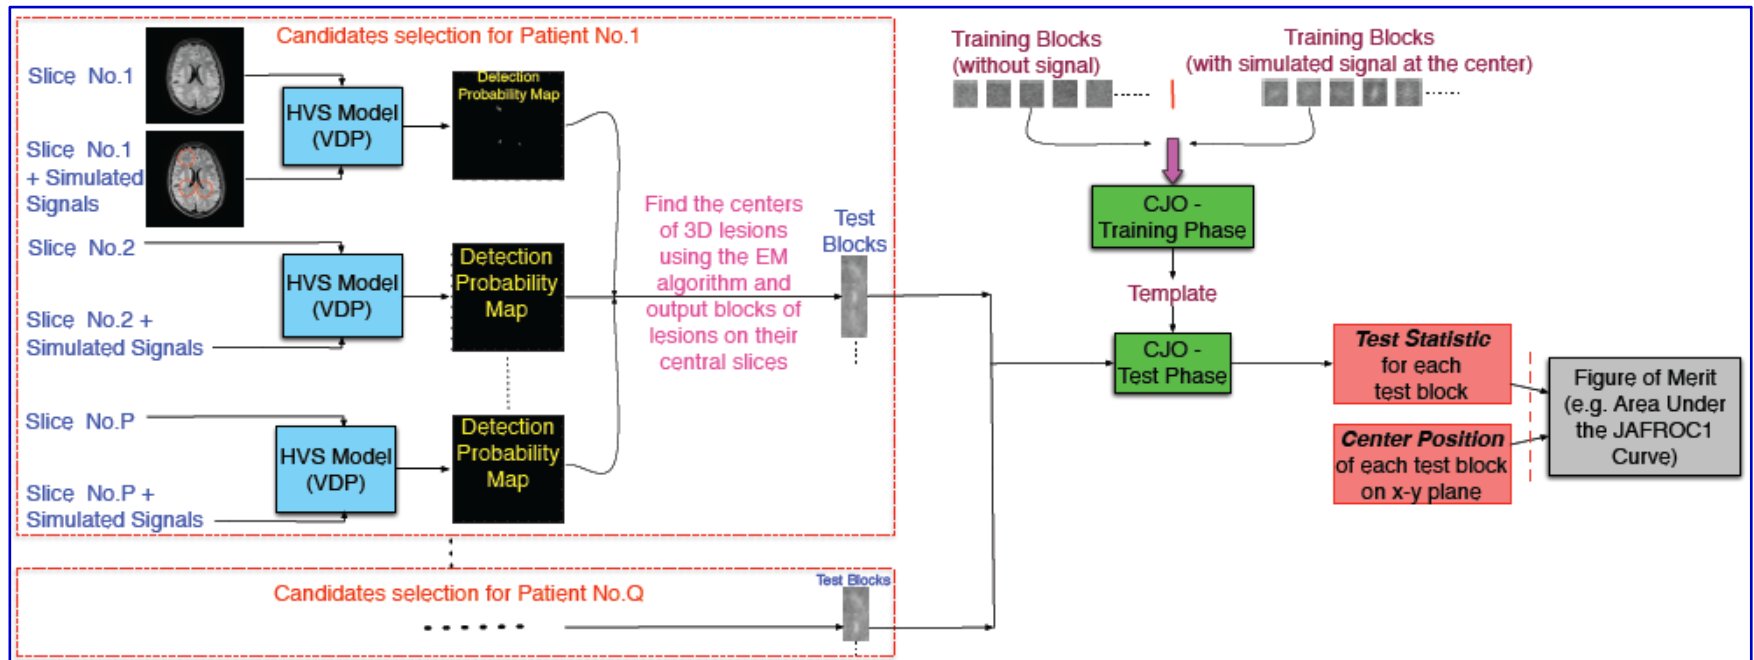 Candidates selection for Patient No.1
Slice No.1
Slice No.1
+ Simulated
Signals
HVS Model
(VDP)
Detection
Probability Map
Slice No.2
Slice No.2 +
Simulated Signals
HVS Model
(VDP)
Detection
Probability
Map
Slice No.P
Slice No.P +
Simulated Signals
HVS Model
(VDP)
Detection
Probability
Map
Find the centers
of 3D lesions
using the EM
algorithm and
output blocks of
lesions on their
central slices
Test
Blocks
Candidates selection for Patient No.Q
Test Blocks
Training Blocks
(without signal)
Training Blocks
(with simulated signal at the center)
CJO -
Training Phase
Template
CJO -
Test Phase
Test Statistic
for each
test block
Center Position
of each test block
on x-y plane
Figure of Merit
(e.g. Area Under
the JAFROC1
Curve)